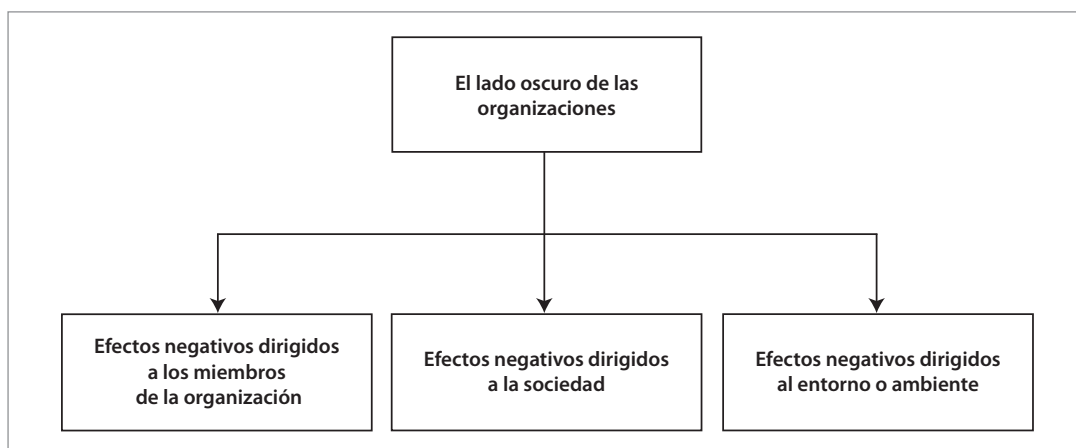 El lado oscuro de las
organizaciones
Efectos negativos dirigidos
a los miembros
de la organización
Efectos negativos dirigidos
a la sociedad
Efectos negativos dirigidos
al entorno o ambiente